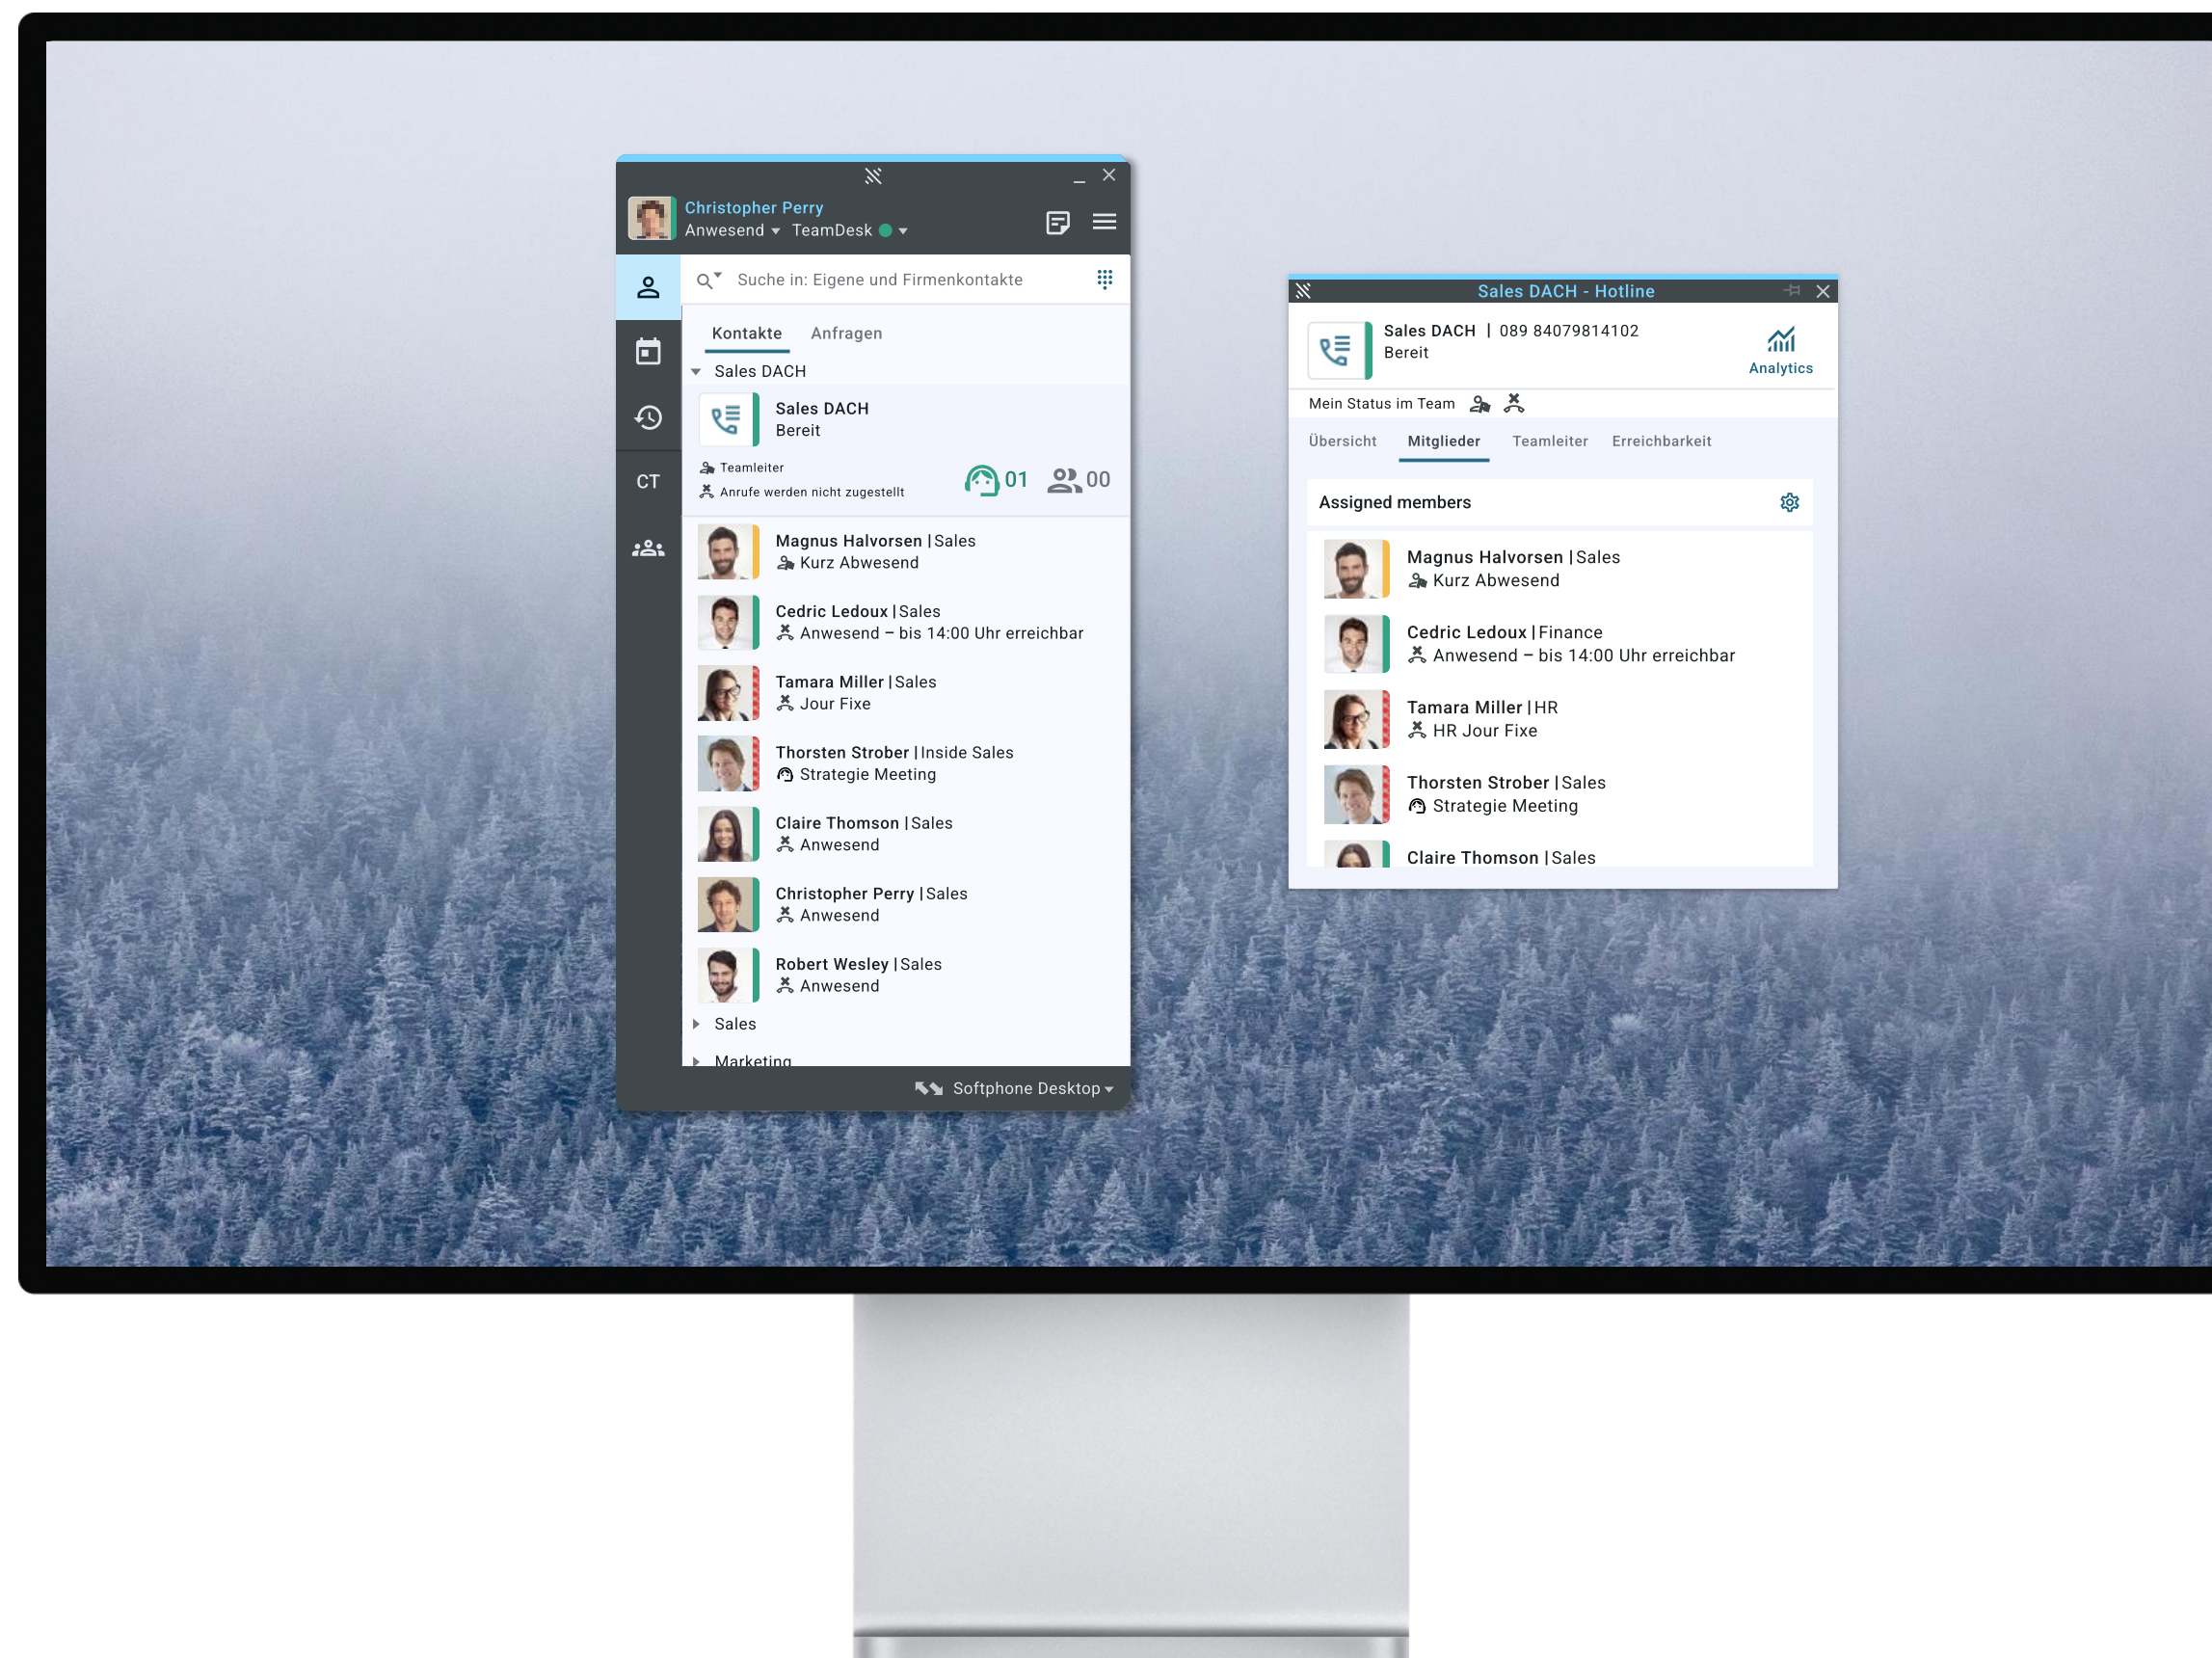 Christopher Perry
Anwesend TeamDesk
Suche in: Eigene und Firmenkontakte
Kontakte Anfragen
Sales DACH
Sales DACH
Bereit
Teamleiter
Anrufe werden nicht zugestellt
01 00
CT
Magnus Halvorsen | Sales
Kurz Abwesend
Cedric Ledoux | Sales
Anwesend – bis 14:00 Uhr erreichbar
Tamara Miller | Sales
Jour Fixe
Thorsten Strober | Inside Sales
Strategie Meeting
Claire Thomson | Sales
Anwesend
Christopher Perry | Sales
Anwesend
Robert Wesley | Sales
Anwesend
Sales
Marketing
Softphone Desktop
Sales DACH - Hotline
Sales DACH | 089 84079814102
Bereit
Analytics
Mein Status im Team
Übersicht Mitglieder Teamleiter Erreichbarkeit
Assigned members
Magnus Halvorsen | Sales
Kurz Abwesend
Cedric Ledoux | Finance
Anwesend – bis 14:00 Uhr erreichbar
Tamara Miller | HR
HR Jour Fixe
Thorsten Strober | Sales
Strategie Meeting
Claire Thomson | Sales